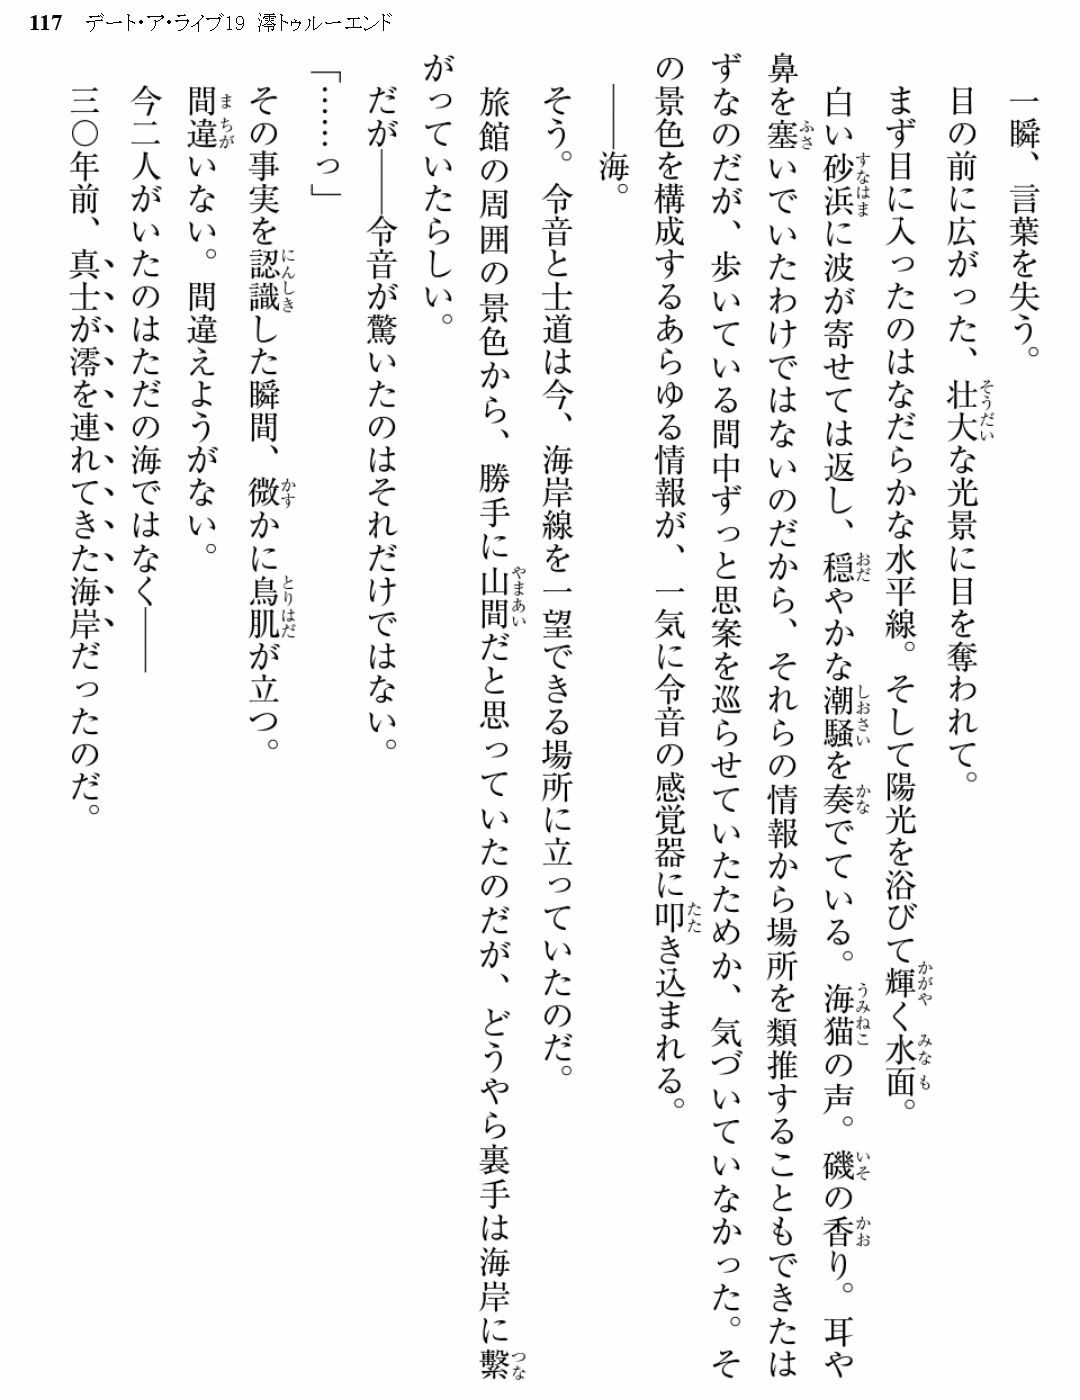 117 デート・ア・ライブ19 澪トゥルーエンド
一瞬、言葉を失う。
目の前に広がった、壮大な光景に目を奪われて。
まず目に入ったのはなだらかな水平線。そして陽光を浴びて輝く水面。
白い砂浜に波が寄せては返し、穏やかな潮騒を奏でている。海猫の声。磯の香り。耳や
鼻を塞いでいたわけではないのだから、それらの情報から場所を類推することもできたは
ずなのだが、歩いている間中ずっと思案を巡らせていたためか、気づいていなかった。そ
の景色を構成するあらゆる情報が、一気に令音の感覚器に叩き込まれる。
――海。
そう。令音と士道は今、海岸線を一望できる場所に立っていたのだ。
旅館の周囲の景色から、勝手に山間だと思っていたのだが、どうやら裏手は海岸に繋
がっていたらしい。
だが――令音が驚いたのはそれだけではない。
「……っ」
その事実を認識した瞬間、微かに鳥肌が立つ。
間違いない。間違えようがない。
今二人がいたのはただの海ではなく――
三〇年前、真士が澪を連れてきた海岸だったのだ。